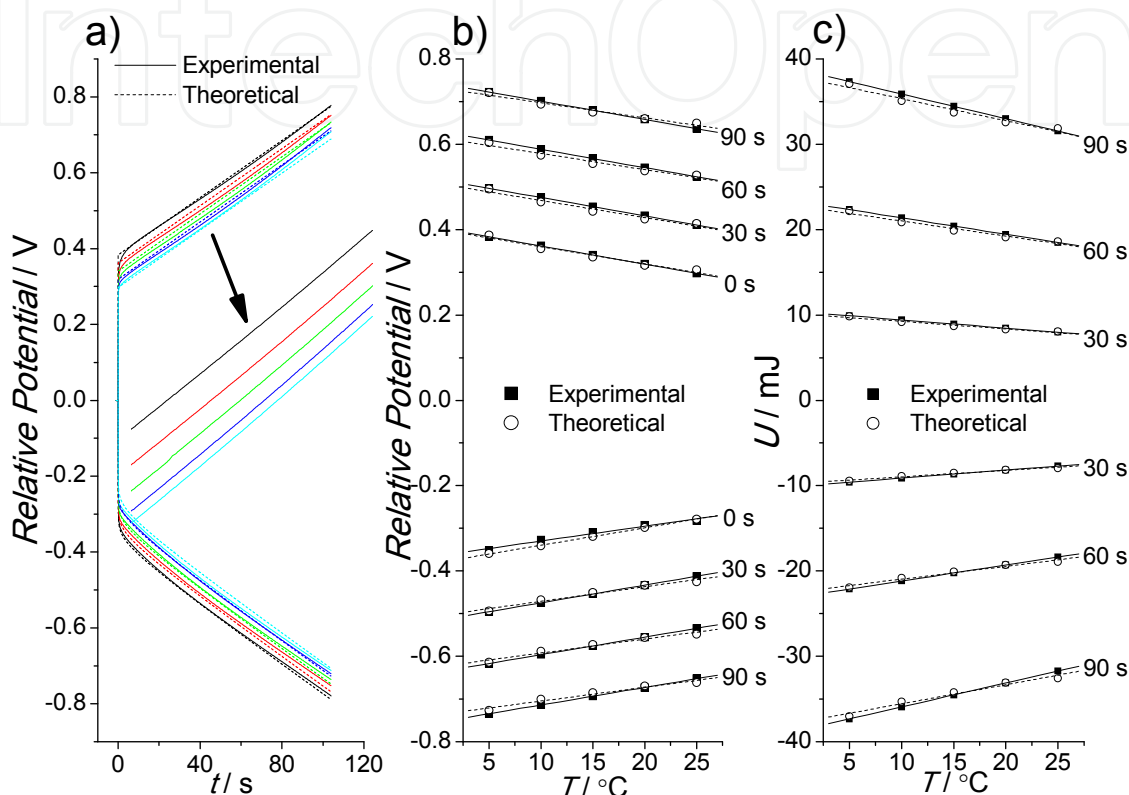 IntechOpen
a)
Experimental
Theoretical
Relative Potential / V
0.8
0.6
0.4
0.2
0.0
-0.2
-0.4
-0.6
-0.8
0
40
80
120
t / s
b)
Relative Potential / V
0.8
0.6
0.4
0.2
0.0
-0.2
-0.4
-0.6
-0.8
90 s
60 s
30 s
0 s
Experimental
Theoretical
0 s
30 s
60 s
90 s
5
10
15
20
25
T / °C
c)
U / mJ
40
30
20
10
0
-10
-20
-30
-40
90 s
60 s
30 s
Experimental
Theoretical
30 s
60 s
90 s
5
10
15
20
25
T / °C